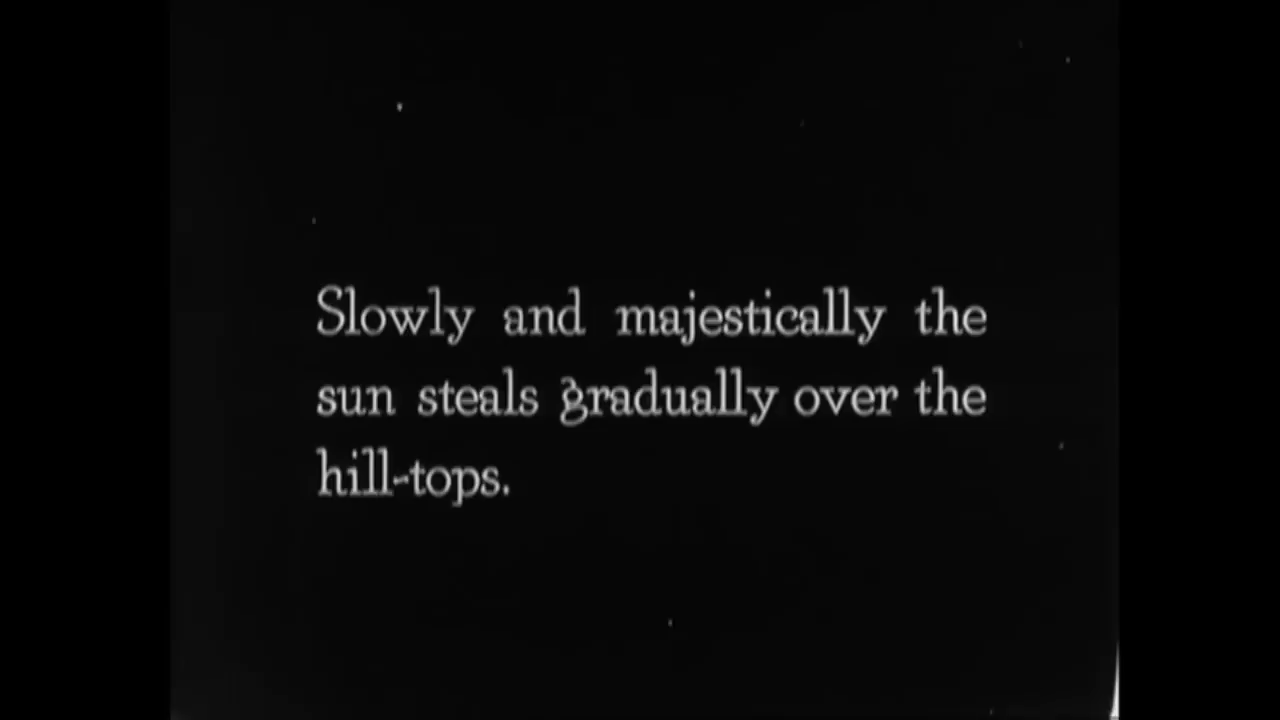 Slowly and majestically the
sun steals gradually over the
hill-tops.